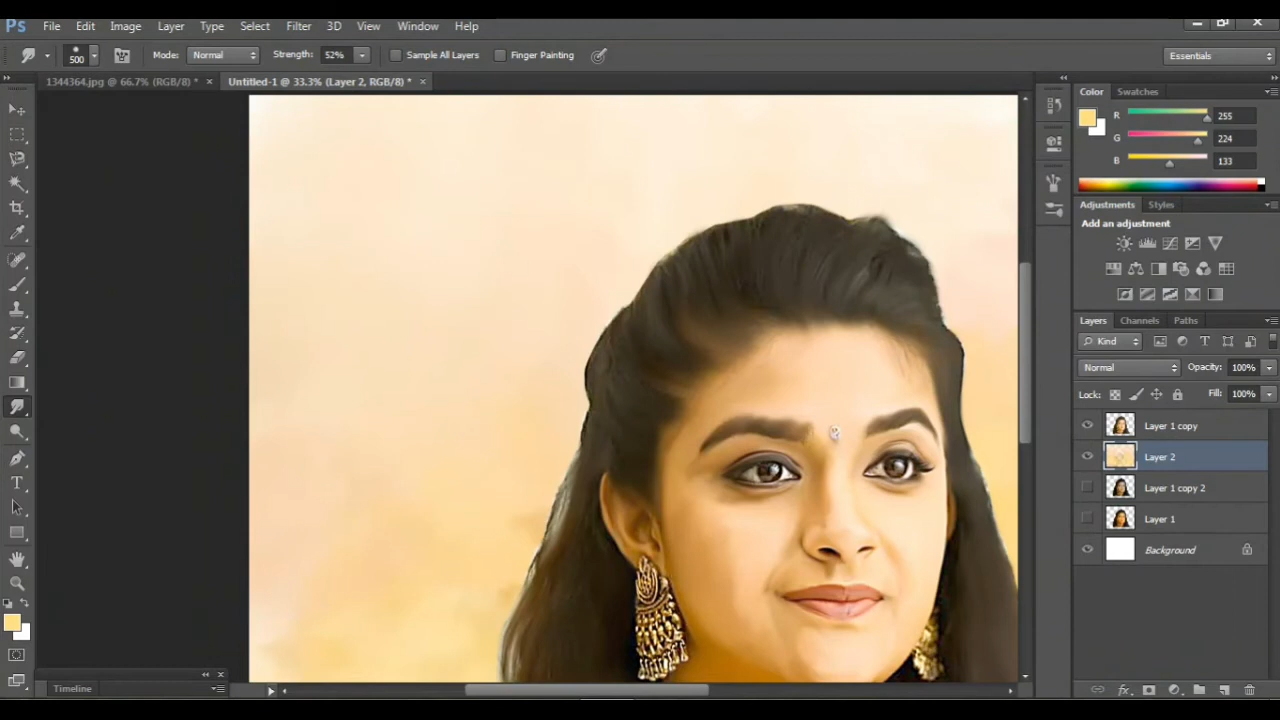 Ps File Edit Image Layer Type Select Filter 3D View Window Help
500 Mode: Normal Strength: 52% Sample All Layers Finger Painting Essentials
1344364.jpg @ 66.7% (RGB/8) * × Untitled-1 @ 33.3% (Layer 2, RGB/8) * ×
Color Swatches
R 255
G 224
B 133
Adjustments Styles
Add an adjustment
Layers Channels Paths
Kind
Normal Opacity: 100%
Lock: Fill: 100%
Layer 1 copy
Layer 2
Layer 1 copy 2
Layer 1
Background
Timeline